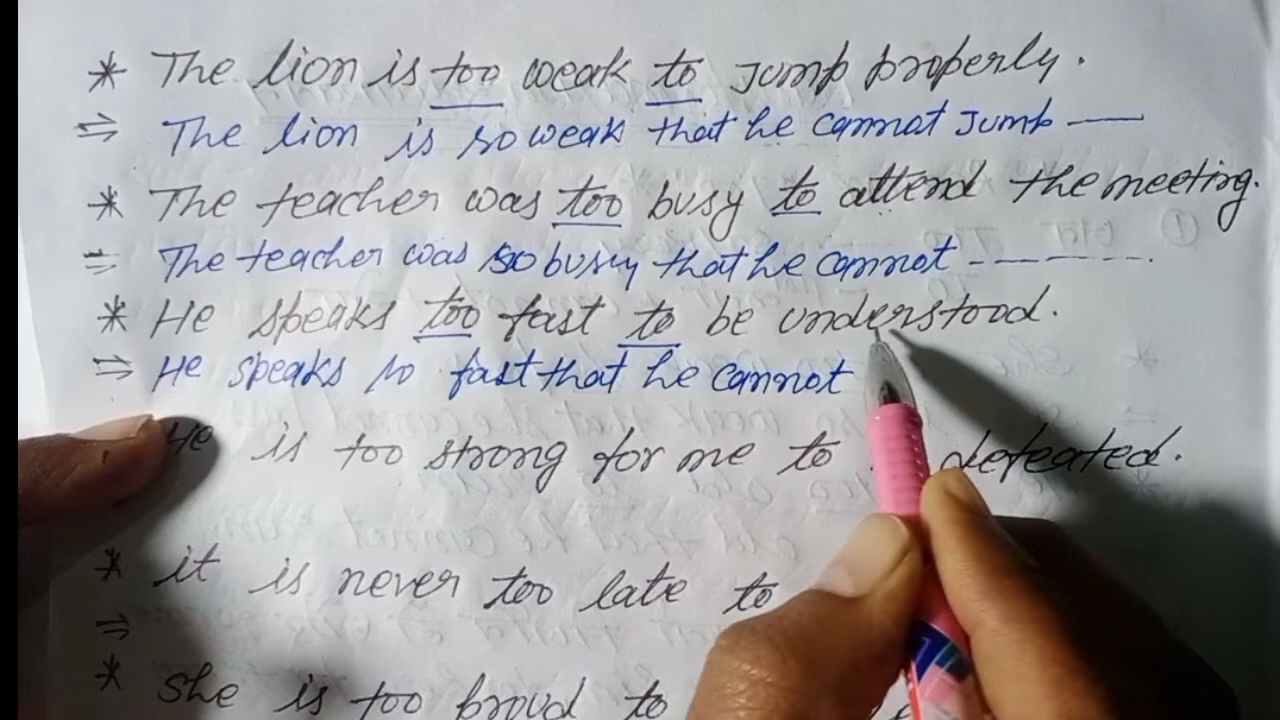 * The lion is too weak to Jump properly.
⇒ The lion is so weak that he cannot Jump —
* The teacher was too busy to attend the meeting.
= The teacher was so busy that he cannot - - - - - - .
* He speaks too fast to be understood.
⇒ He speaks so fast that he cannot
He is too strong for me to defeated.
* it is never too late to
⇒
* She is too proud to